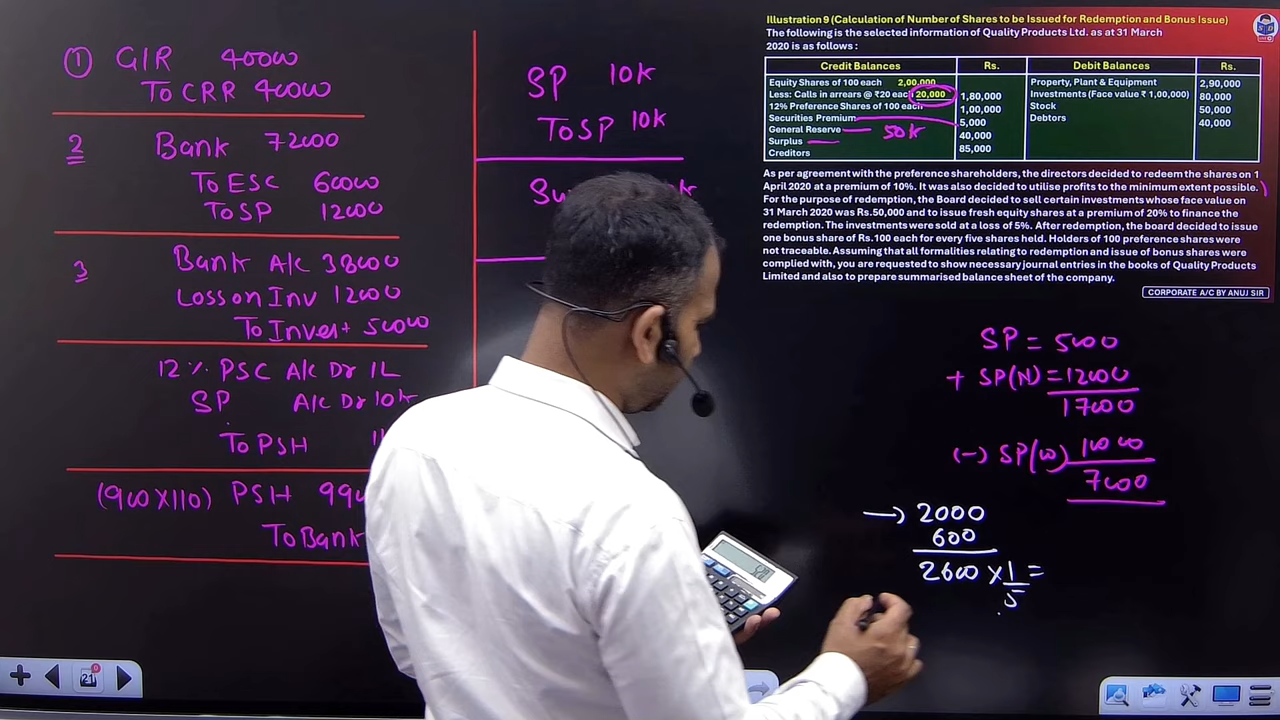 ① GIR 40000
To CRR 40000
2 Bank 72000
To ESC 60000
To SP 12000
3 Bank A/c 38000
Loss on Inv 12000
To Invest 50000
12% PSC A/c Dr 1L
SP A/c Dr 10k
To PSH
(900X110) PSH
To Bank
SP 10k
To SP 10k
Illustration 9 (Calculation of Number of Shares to be Issued for Redemption and Bonus Issue)
The following is the selected information of Quality Products Ltd. as at 31 March
2020 is as follows :
Credit Balances Rs. Debit Balances Rs.
Equity Shares of 100 each 2,00,000 Property, Plant & Equipment 2,90,000
Less: Calls in arrears @ ₹20 each 20,000 1,80,000 Investments (Face value ₹ 1,00,000) 80,000
12% Preference Shares of 100 each 1,00,000 Stock 50,000
Securities Premium 5,000 Debtors 40,000
General Reserve 50k 40,000
Surplus 85,000
Creditors
As per agreement with the preference shareholders, the directors decided to redeem the shares on 1
April 2020 at a premium of 10%. It was also decided to utilise profits to the minimum extent possible.
For the purpose of redemption, the Board decided to sell certain investments whose face value on
31 March 2020 was Rs.50,000 and to issue fresh equity shares at a premium of 20% to finance the
redemption. The investments were sold at a loss of 5%. After redemption, the board decided to issue
one bonus share of Rs.100 each for every five shares held. Holders of 100 preference shares were
not traceable. Assuming that all formalities relating to redemption and issue of bonus shares were
complied with, you are requested to show necessary journal entries in the books of Quality Products
Limited and also to prepare summarised balance sheet of the company.
CORPORATE A/C BY ANUJ SIR
SP = 5000
+ SP(N) = 12000
17000
(-) SP(W) 10000
7000
→ 2000
600
2600 X 1/5 =
21